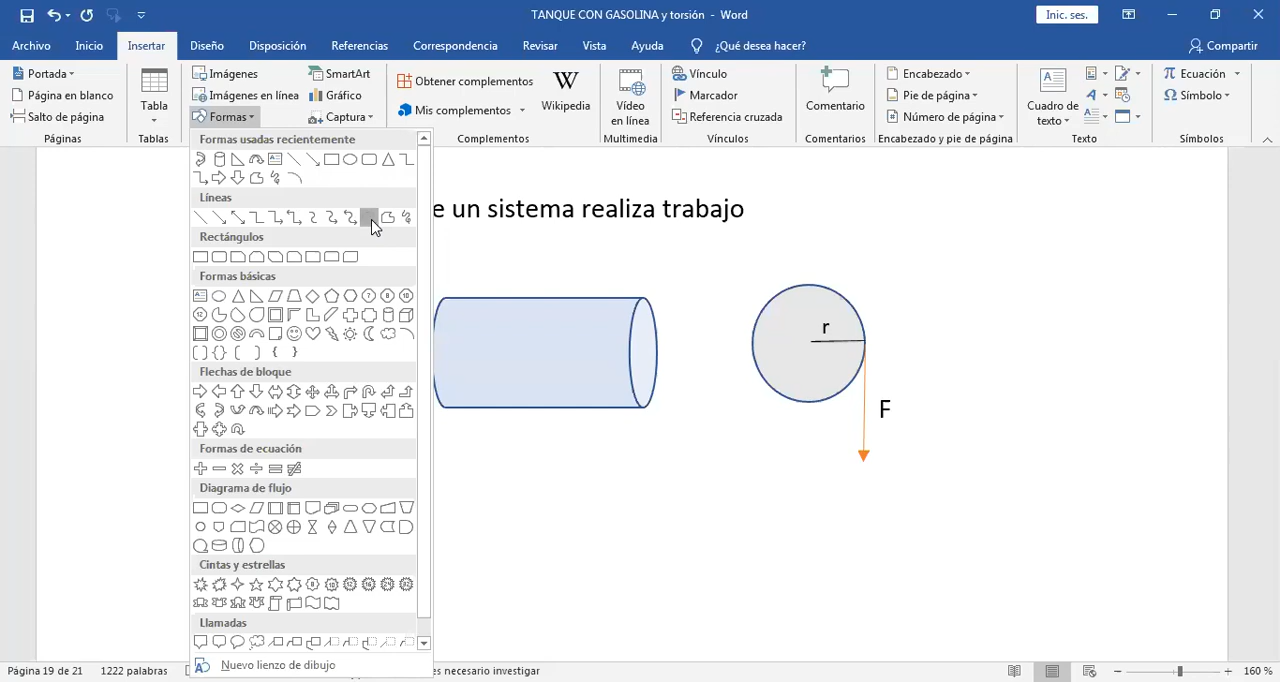 TANQUE CON GASOLINA y torsión - Word
Inic. ses.
Archivo Inicio Insertar Diseño Disposición Referencias Correspondencia Revisar Vista Ayuda ¿Qué desea hacer? Compartir
Portada
Página en blanco
Salto de página
Páginas
Tabla
Tablas
Imágenes
Imágenes en línea
Formas
SmartArt
Gráfico
Captura
Obtener complementos
Mis complementos
Wikipedia
Complementos
Vídeo
en línea
Multimedia
Vínculo
Marcador
Referencia cruzada
Vínculos
Comentario
Comentarios
Encabezado
Pie de página
Número de página
Encabezado y pie de página
Cuadro de
texto
Texto
Ecuación
Símbolo
Símbolos
Formas usadas recientemente
Líneas
Rectángulos
Formas básicas
Flechas de bloque
Formas de ecuación
Diagrama de flujo
Cintas y estrellas
Llamadas
Nuevo lienzo de dibujo
e un sistema realiza trabajo
r
F
Página 19 de 21 1222 palabras es necesario investigar 160 %